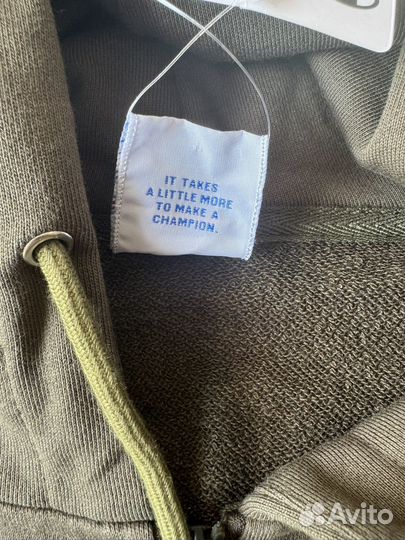 IT TAKES
A LITTLE MORE
TO MAKE A
CHAMPION.
Avito